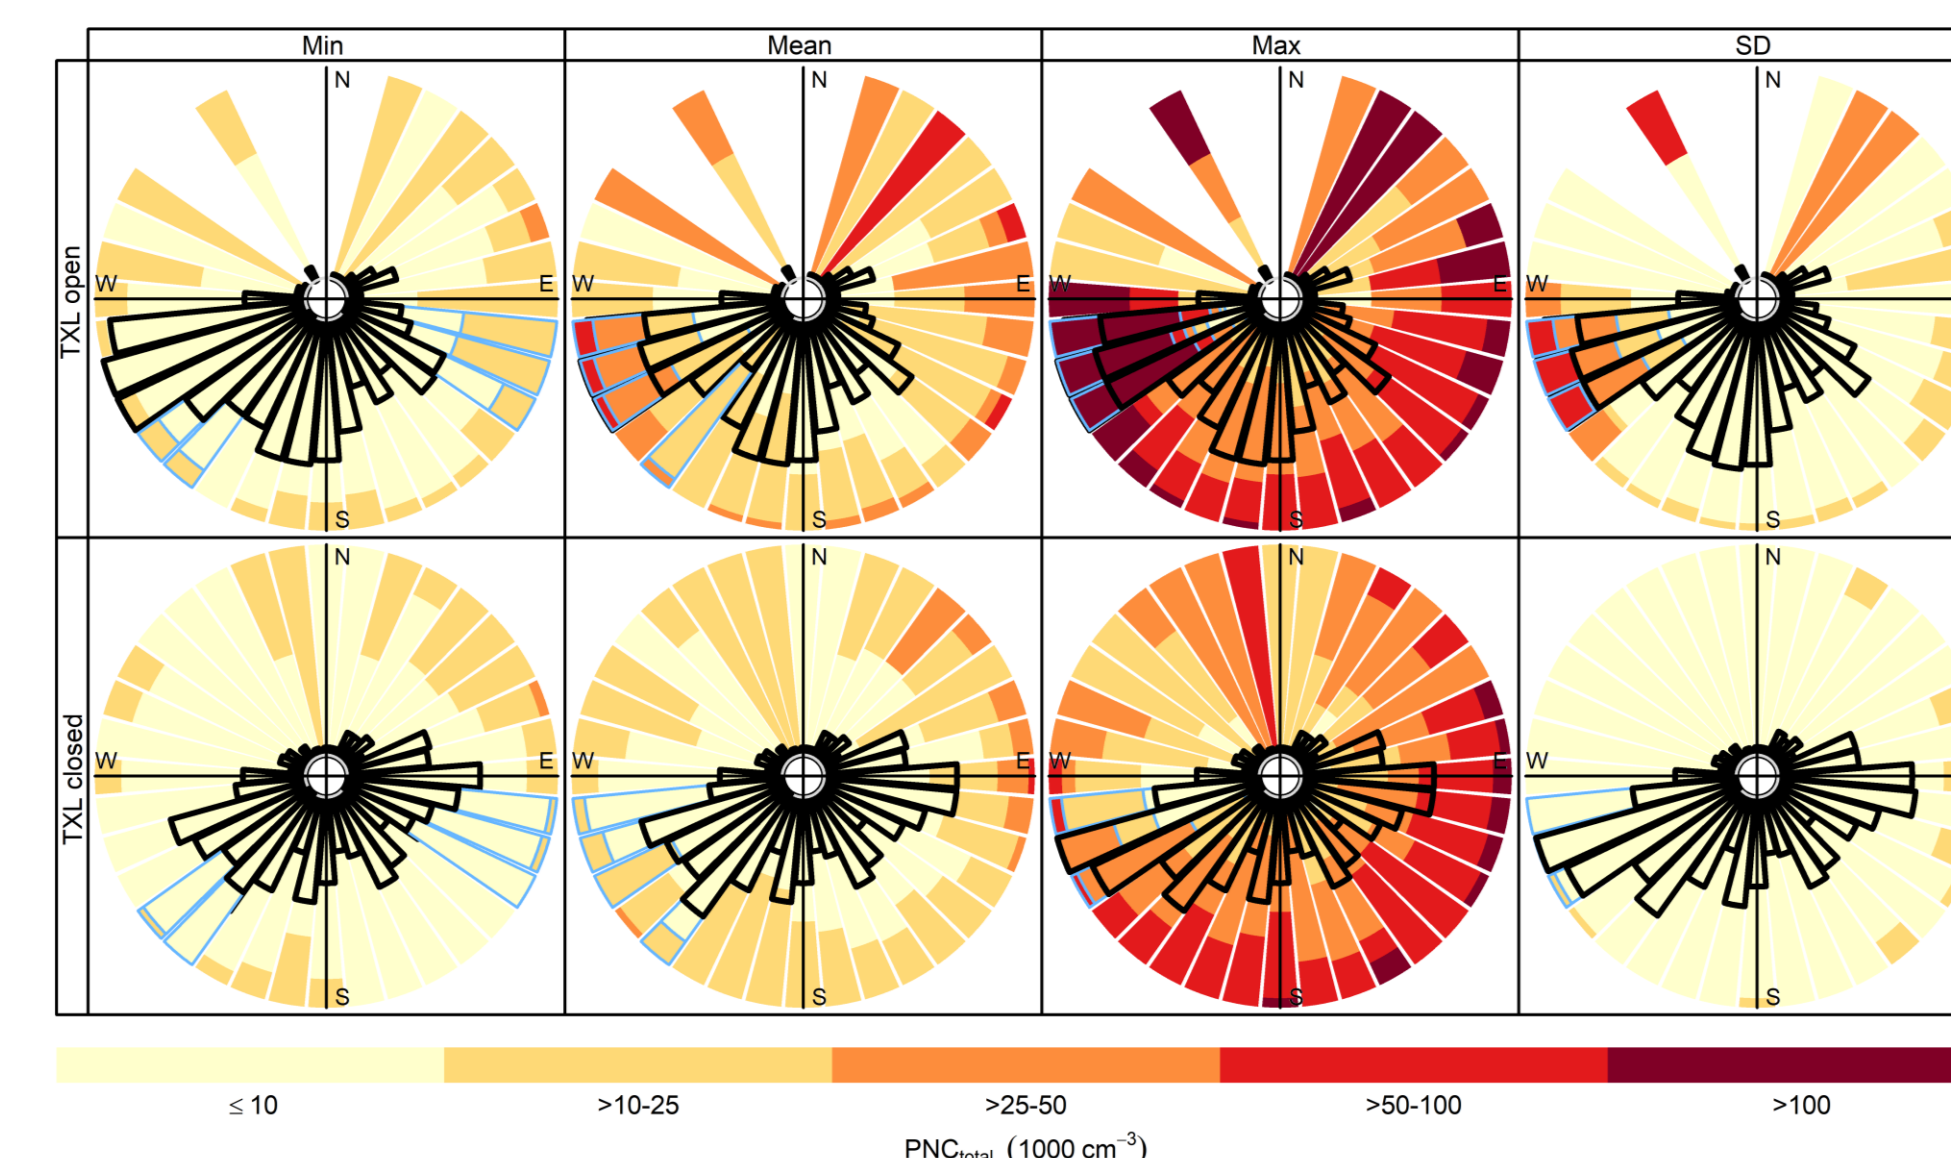 Min Mean Max SD
TXL open
N N N N
W E W E W E W
S S S S
TXL closed
N N N N
W E W E W E W
S S S S
≤ 10 >10-25 >25-50 >50-100 >100
PNCtotal (1000 cm−3)